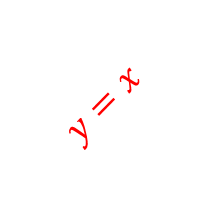 y = x